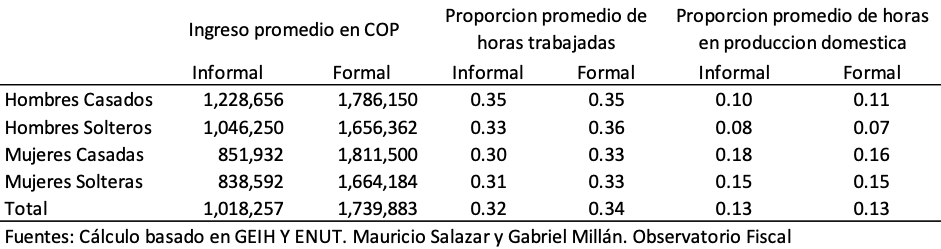 Ingreso promedio en COP Proporcion promedio de horas trabajadas Proporcion promedio de horas en produccion domestica
Informal Formal Informal Formal Informal Formal
Hombres Casados 1,228,656 1,786,150 0.35 0.35 0.10 0.11
Hombres Solteros 1,046,250 1,656,362 0.33 0.36 0.08 0.07
Mujeres Casadas 851,932 1,811,500 0.30 0.33 0.18 0.16
Mujeres Solteras 838,592 1,664,184 0.31 0.33 0.15 0.15
Total 1,018,257 1,739,883 0.32 0.34 0.13 0.13
Fuentes: Cálculo basado en GEIH Y ENUT. Mauricio Salazar y Gabriel Millán. Observatorio Fiscal